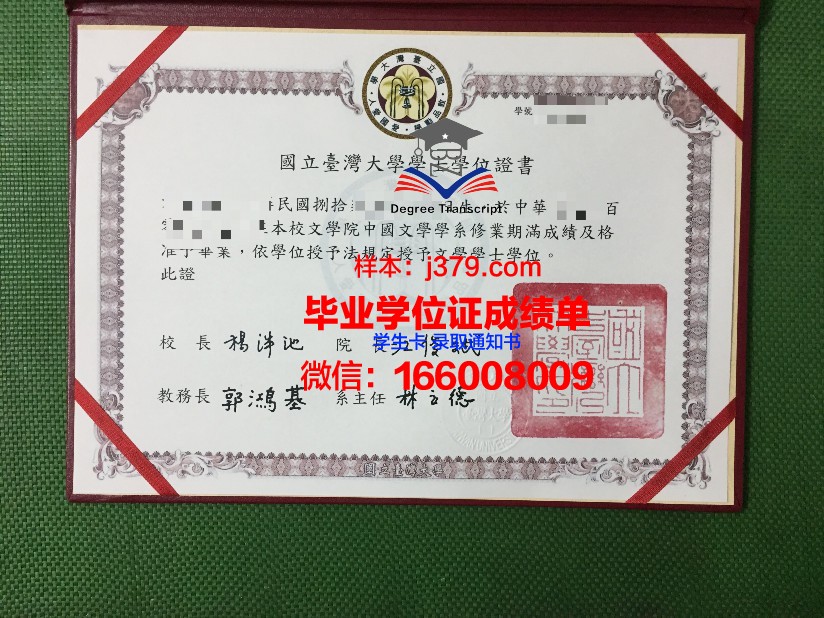 學號
國立臺灣大學學士學位證書
Degree Transcript
民國捌拾 生 於中華 百
本校文學院中國文學學系修業期滿成績及格
准予畢業，依學位授予法規定授予文學學士學位。
此證
样本：j379.com
毕业学位证成绩单
学生卡 录取通知书
校 長 楊泮池 院 長
微信：166008009
教務長 郭鴻基 系主任
國立臺灣大學